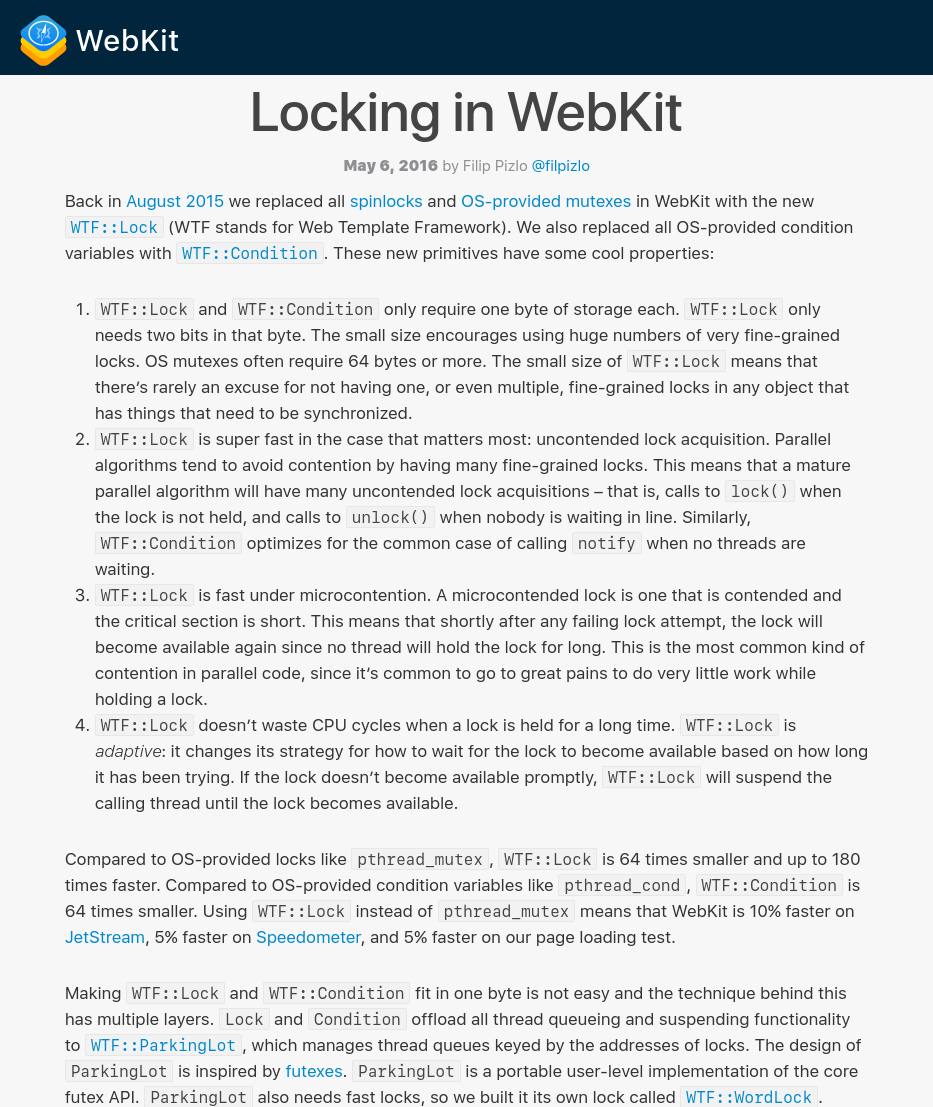 WebKit
Locking in WebKit
May 6, 2016 by Filip Pizlo @filpizlo
Back in August 2015 we replaced all spinlocks and OS-provided mutexes in WebKit with the new
WTF::Lock (WTF stands for Web Template Framework). We also replaced all OS-provided condition
variables with WTF::Condition. These new primitives have some cool properties:
1. WTF::Lock and WTF::Condition only require one byte of storage each. WTF::Lock only
needs two bits in that byte. The small size encourages using huge numbers of very fine-grained
locks. OS mutexes often require 64 bytes or more. The small size of WTF::Lock means that
there’s rarely an excuse for not having one, or even multiple, fine-grained locks in any object that
has things that need to be synchronized.
2. WTF::Lock is super fast in the case that matters most: uncontended lock acquisition. Parallel
algorithms tend to avoid contention by having many fine-grained locks. This means that a mature
parallel algorithm will have many uncontended lock acquisitions – that is, calls to lock() when
the lock is not held, and calls to unlock() when nobody is waiting in line. Similarly,
WTF::Condition optimizes for the common case of calling notify when no threads are
waiting.
3. WTF::Lock is fast under microcontention. A microcontended lock is one that is contended and
the critical section is short. This means that shortly after any failing lock attempt, the lock will
become available again since no thread will hold the lock for long. This is the most common kind of
contention in parallel code, since it’s common to go to great pains to do very little work while
holding a lock.
4. WTF::Lock doesn’t waste CPU cycles when a lock is held for a long time. WTF::Lock is
adaptive: it changes its strategy for how to wait for the lock to become available based on how long
it has been trying. If the lock doesn’t become available promptly, WTF::Lock will suspend the
calling thread until the lock becomes available.
Compared to OS-provided locks like pthread_mutex, WTF::Lock is 64 times smaller and up to 180
times faster. Compared to OS-provided condition variables like pthread_cond, WTF::Condition is
64 times smaller. Using WTF::Lock instead of pthread_mutex means that WebKit is 10% faster on
JetStream, 5% faster on Speedometer, and 5% faster on our page loading test.
Making WTF::Lock and WTF::Condition fit in one byte is not easy and the technique behind this
has multiple layers. Lock and Condition offload all thread queueing and suspending functionality
to WTF::ParkingLot, which manages thread queues keyed by the addresses of locks. The design of
ParkingLot is inspired by futexes. ParkingLot is a portable user-level implementation of the core
futex API. ParkingLot also needs fast locks, so we built it its own lock called WTF::WordLock.